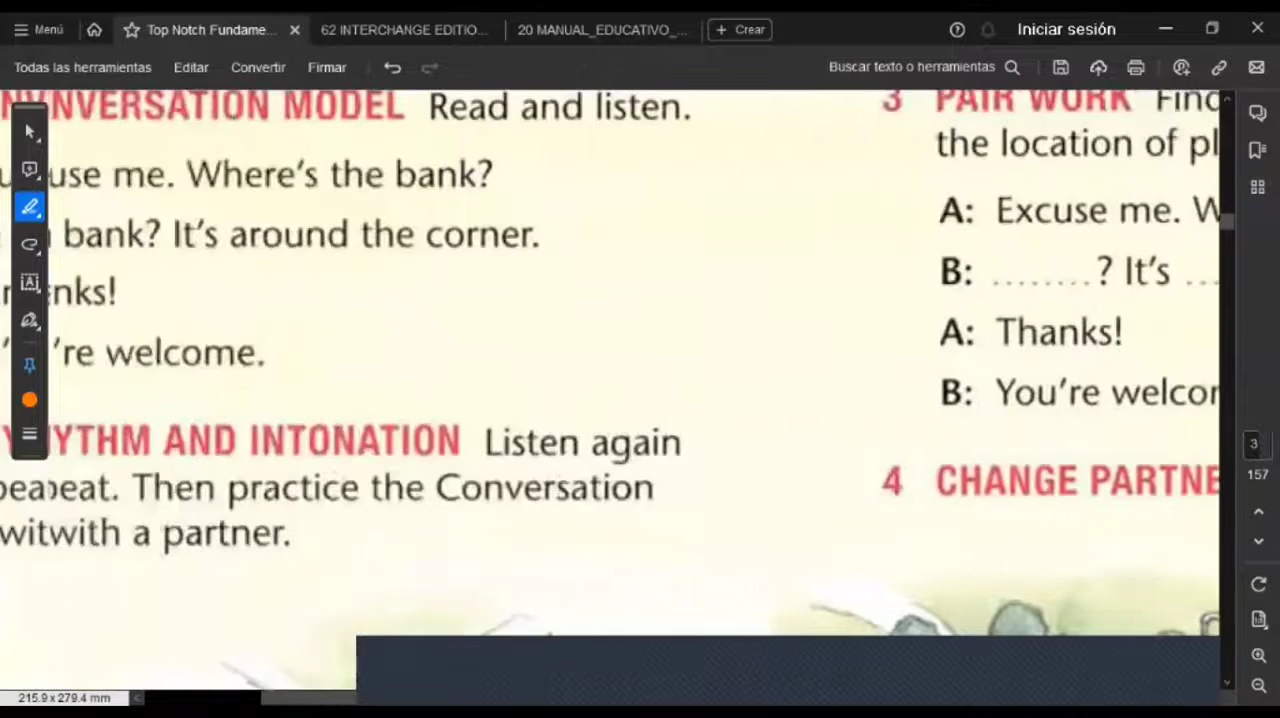 Menú
Top Notch Fundame...
62 INTERCHANGE EDITIO...
20 MANUAL_EDUCATIVO_...
+ Crear
Iniciar sesión
Todas las herramientas
Editar
Convertir
Firmar
Buscar texto o herramientas
NVERSATION MODEL Read and listen.
use me. Where's the bank?
bank? It's around the corner.
nks!
're welcome.
YTHM AND INTONATION Listen again
peat. Then practice the Conversation
with a partner.
3 PAIR WORK Find
the location of pl
A: Excuse me. W
B: ........? It's ...
A: Thanks!
B: You're welcor
4 CHANGE PARTNE
3
157
215.9 x 279.4 mm